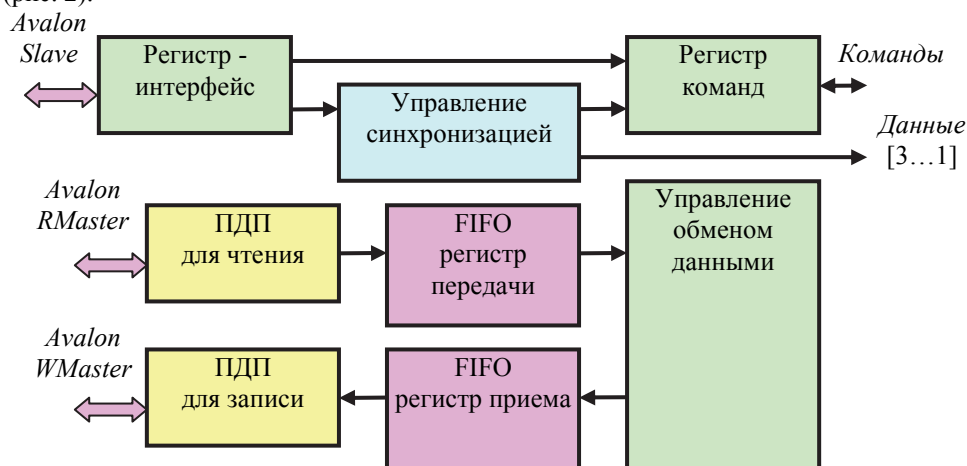 (рис. 2).
Avalon
Slave
Регистр -
интерфейс
Регистр
команд
Команды
Управление
синхронизацией
Данные
[3…1]
Avalon
RMaster
ПДП
для чтения
FIFO
регистр
передачи
Управление
обменом
данными
Avalon
WMaster
ПДП
для записи
FIFO
регистр приема